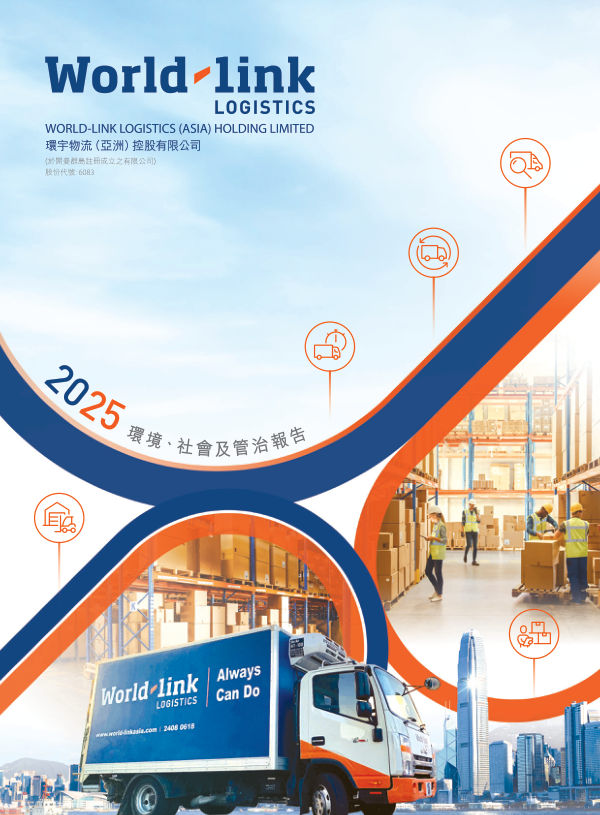 World-link
LOGISTICS
WORLD-LINK LOGISTICS (ASIA) HOLDING LIMITED
環宇物流（亞洲）控股有限公司
(於開曼群島註冊成立之有限公司)
股份代號: 6083
2025
環境、社會及管治報告
World-link
LOGISTICS
Always
Can Do
www.world-linkasia.com | 2408 0618